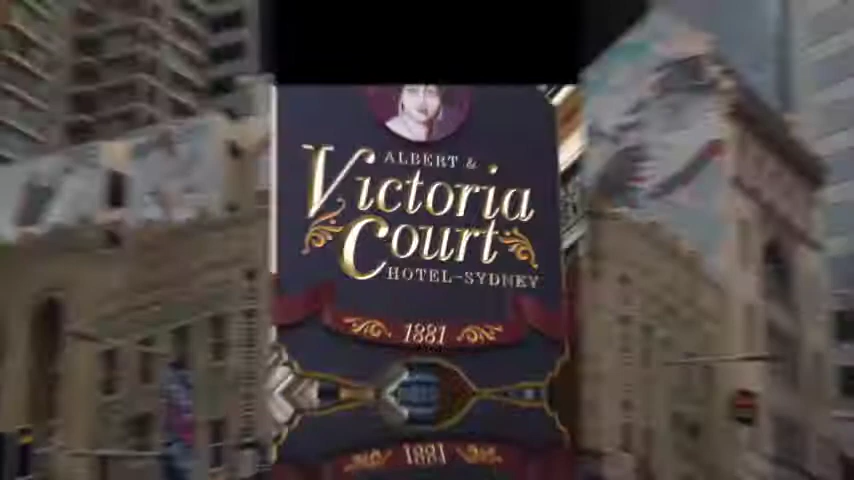 ALBERT &
Victoria
Court
HOTEL-SYDNEY
1881
1881